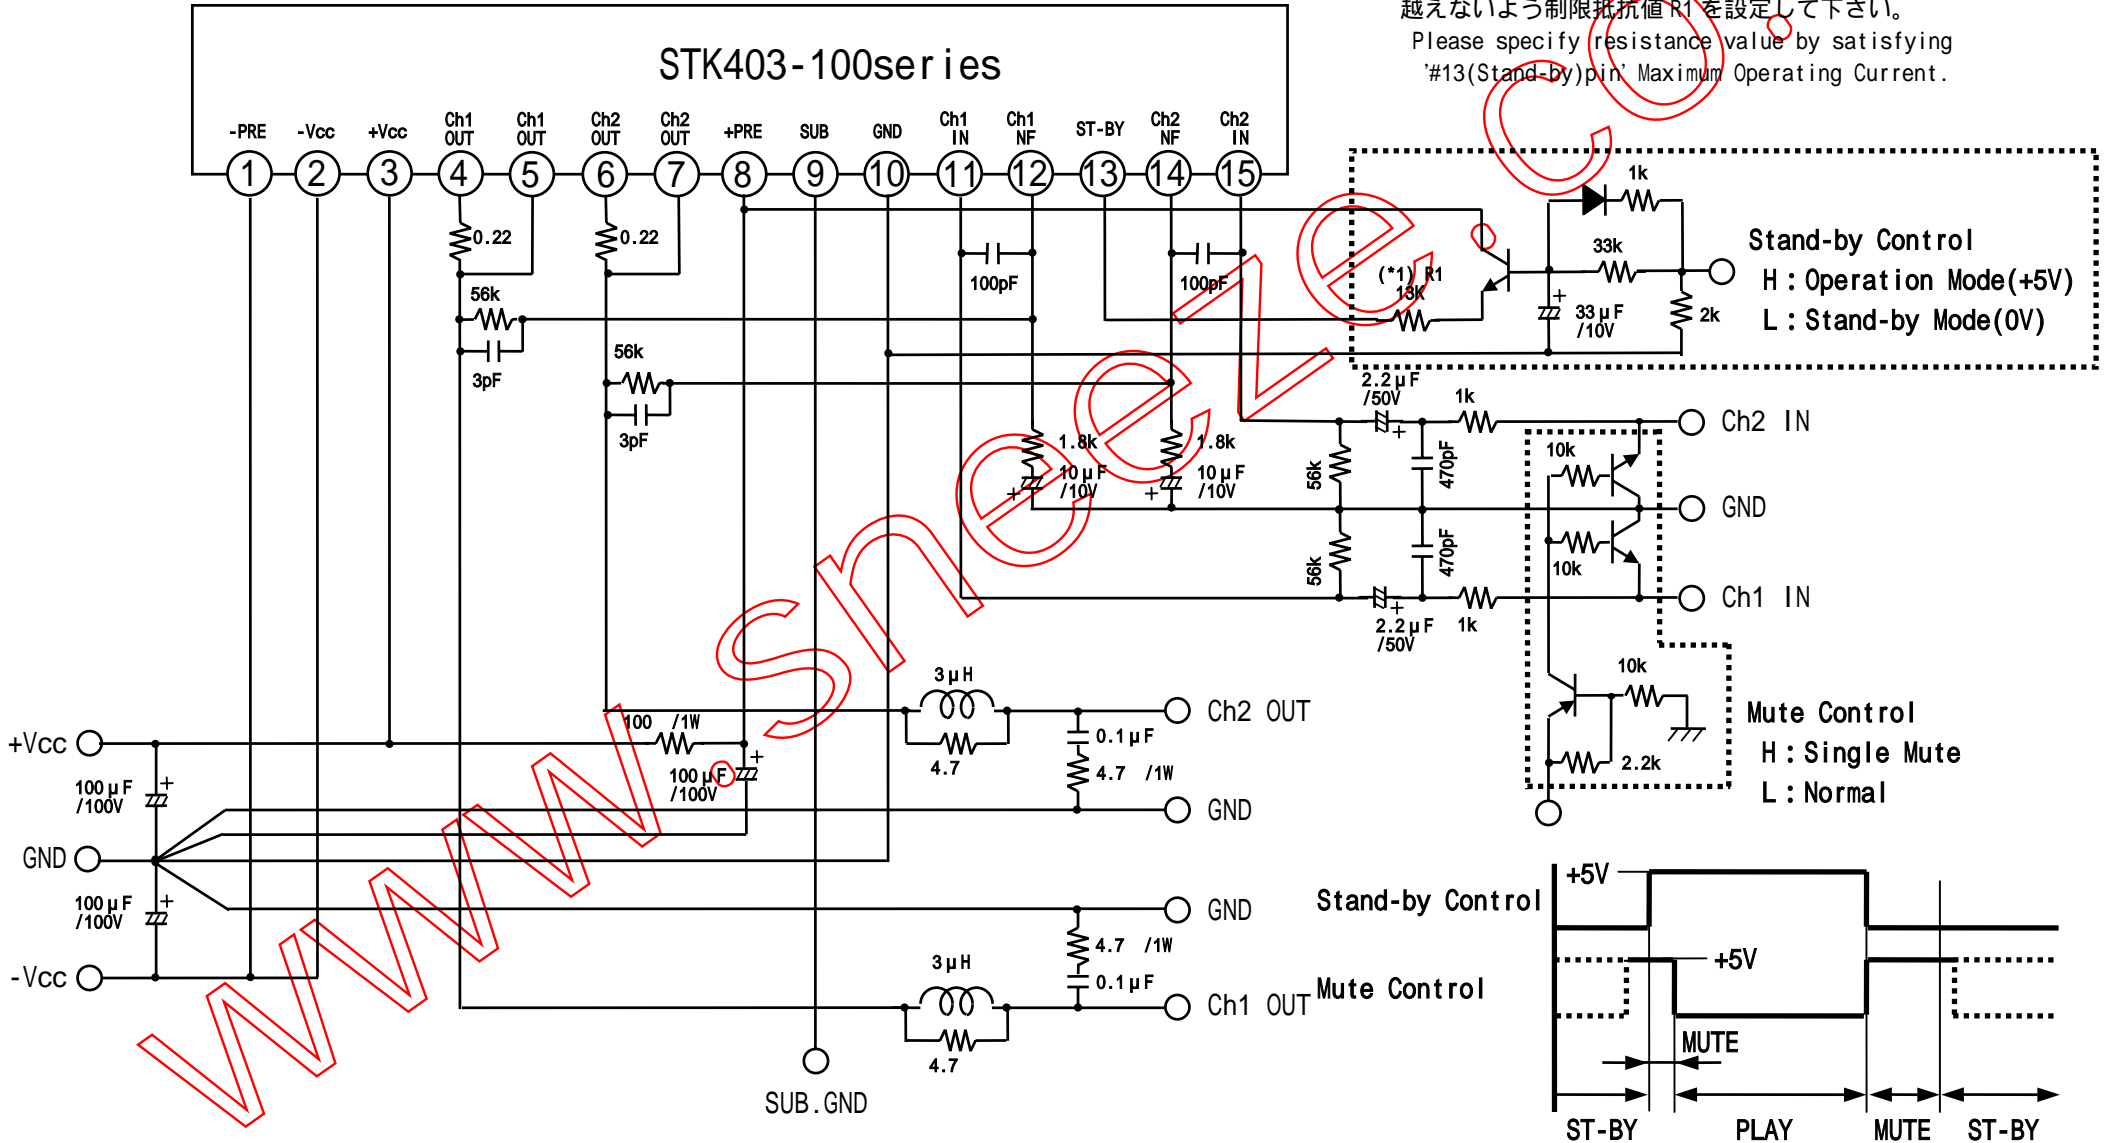 越えないよう制限抵抗値R1を設定して下さい。
Please specify resistance value by satisfying
'#13(Stand-by)pin' Maximum Operating Current.
STK403-100series
-PRE
-Vcc
+Vcc
Ch1 OUT
Ch1 OUT
Ch2 OUT
Ch2 OUT
+PRE
SUB
GND
Ch1 IN
Ch1 NF
ST-BY
Ch2 NF
Ch2 IN
1 2 3 4 5 6 7 8 9 10 11 12 13 14 15
0.22
0.22
100pF
100pF
56k
3pF
56k
3pF
(*1) R1
13K
1k
33k
33µF
/10V
2k
Stand-by Control
H:Operation Mode(+5V)
L:Stand-by Mode(0V)
2.2µF
/50V
1k
Ch2 IN
1.8k
10µF
/10V
1.8k
10µF
/10V
56k
470pF
10k
GND
56k
470pF
10k
Ch1 IN
2.2µF
/50V
1k
10k
2.2k
Mute Control
H:Single Mute
L:Normal
3µH
4.7
Ch2 OUT
0.1µF
4.7 /1W
GND
+Vcc
100 /1W
100µF
/100V
100µF
/100V
GND
100µF
/100V
-Vcc
GND
4.7 /1W
0.1µF
3µH
4.7
Ch1 OUT
SUB.GND
Stand-by Control
+5V
Mute Control
+5V
MUTE
ST-BY
PLAY
MUTE
ST-BY
www.sneeze.co.